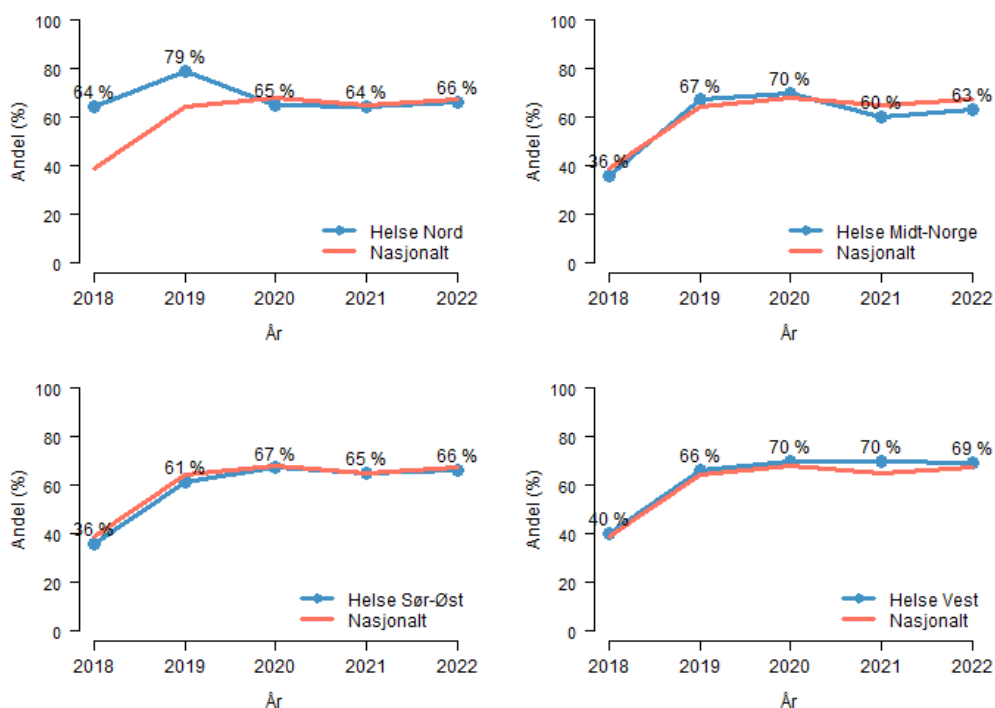 100
80
60
40
20
0
Andel (%)
64 %
79 %
65 %
64 %
66 %
Helse Nord
Nasjonalt
2018 2019 2020 2021 2022
År
100
80
60
40
20
0
Andel (%)
36 %
67 %
70 %
60 %
63 %
Helse Midt-Norge
Nasjonalt
2018 2019 2020 2021 2022
År
100
80
60
40
20
0
Andel (%)
36 %
61 %
67 %
65 %
66 %
Helse Sør-Øst
Nasjonalt
2018 2019 2020 2021 2022
År
100
80
60
40
20
0
Andel (%)
40 %
66 %
70 %
70 %
69 %
Helse Vest
Nasjonalt
2018 2019 2020 2021 2022
År